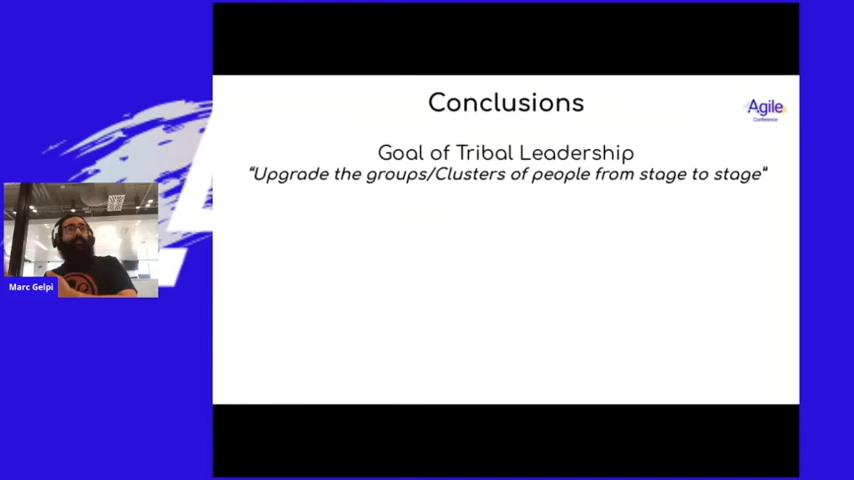 Conclusions
Agile
Conference
Goal of Tribal Leadership
"Upgrade the groups/Clusters of people from stage to stage"
Marc Gelpi